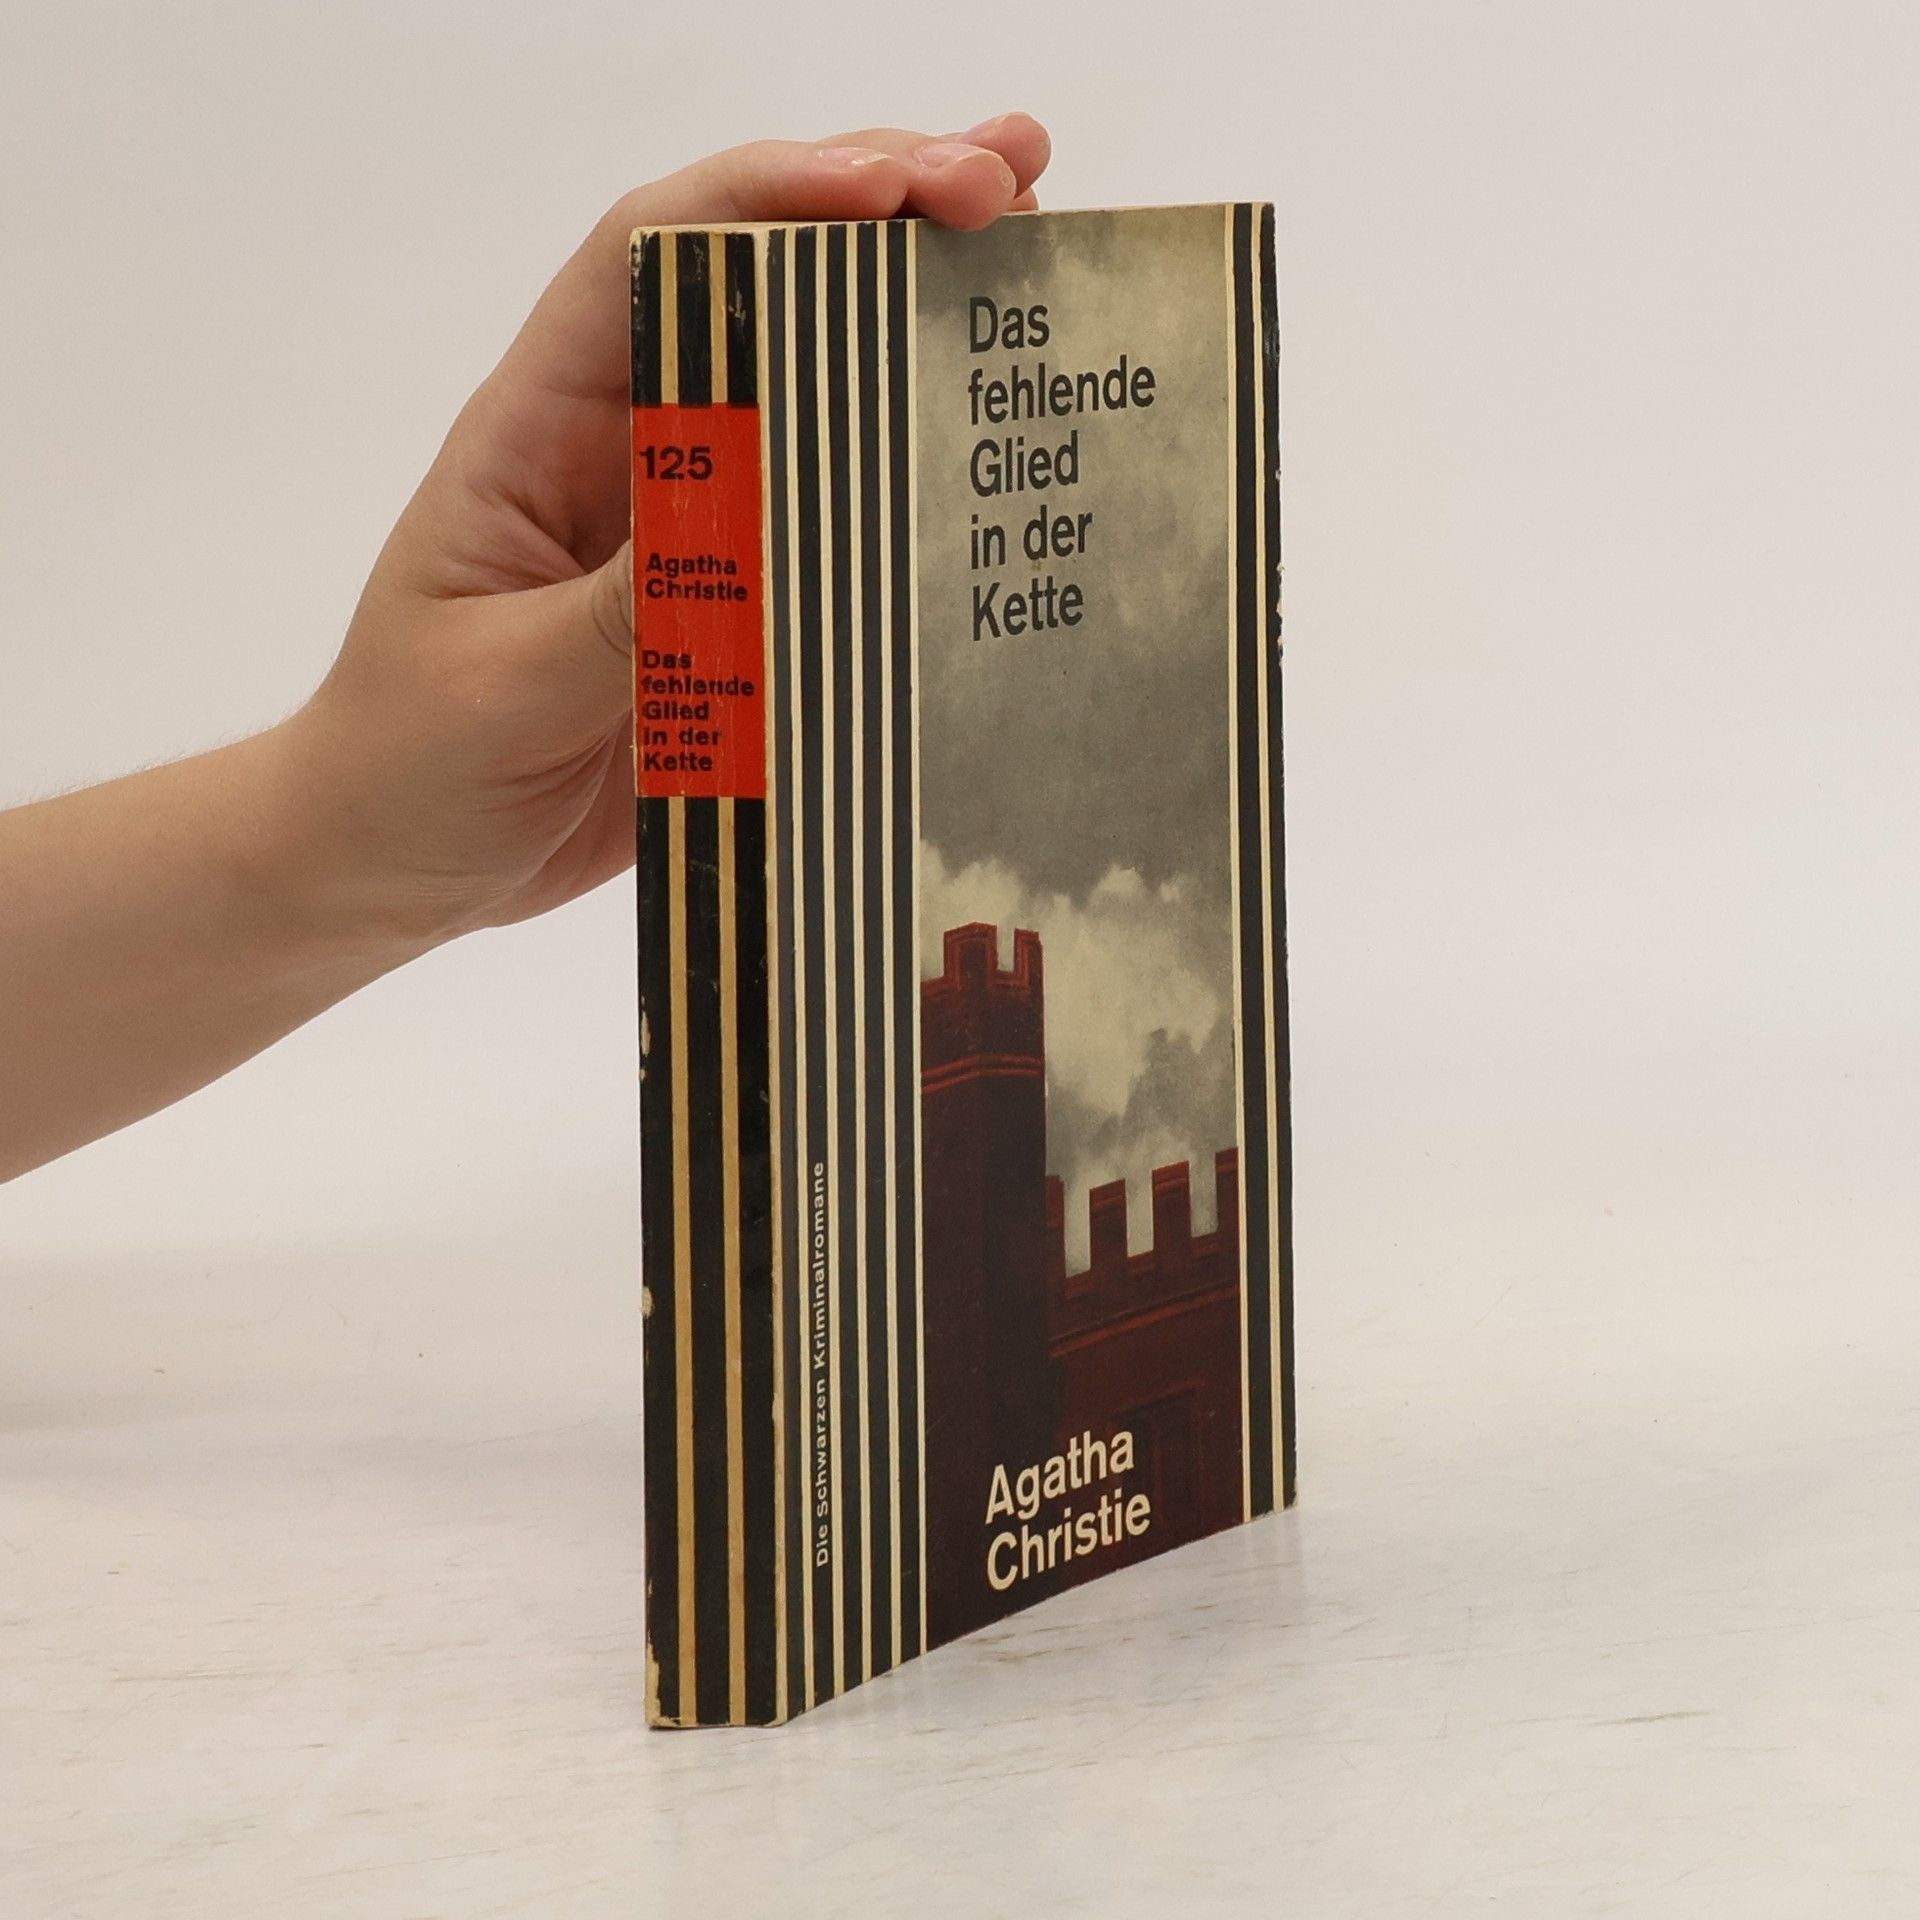 125
Agatha
Christie
Das
fehlende
Glied
in der
Kette
Das
fehlende
Glied
in der
Kette
Die Schwarzen Kriminalromane
Agatha
Christie